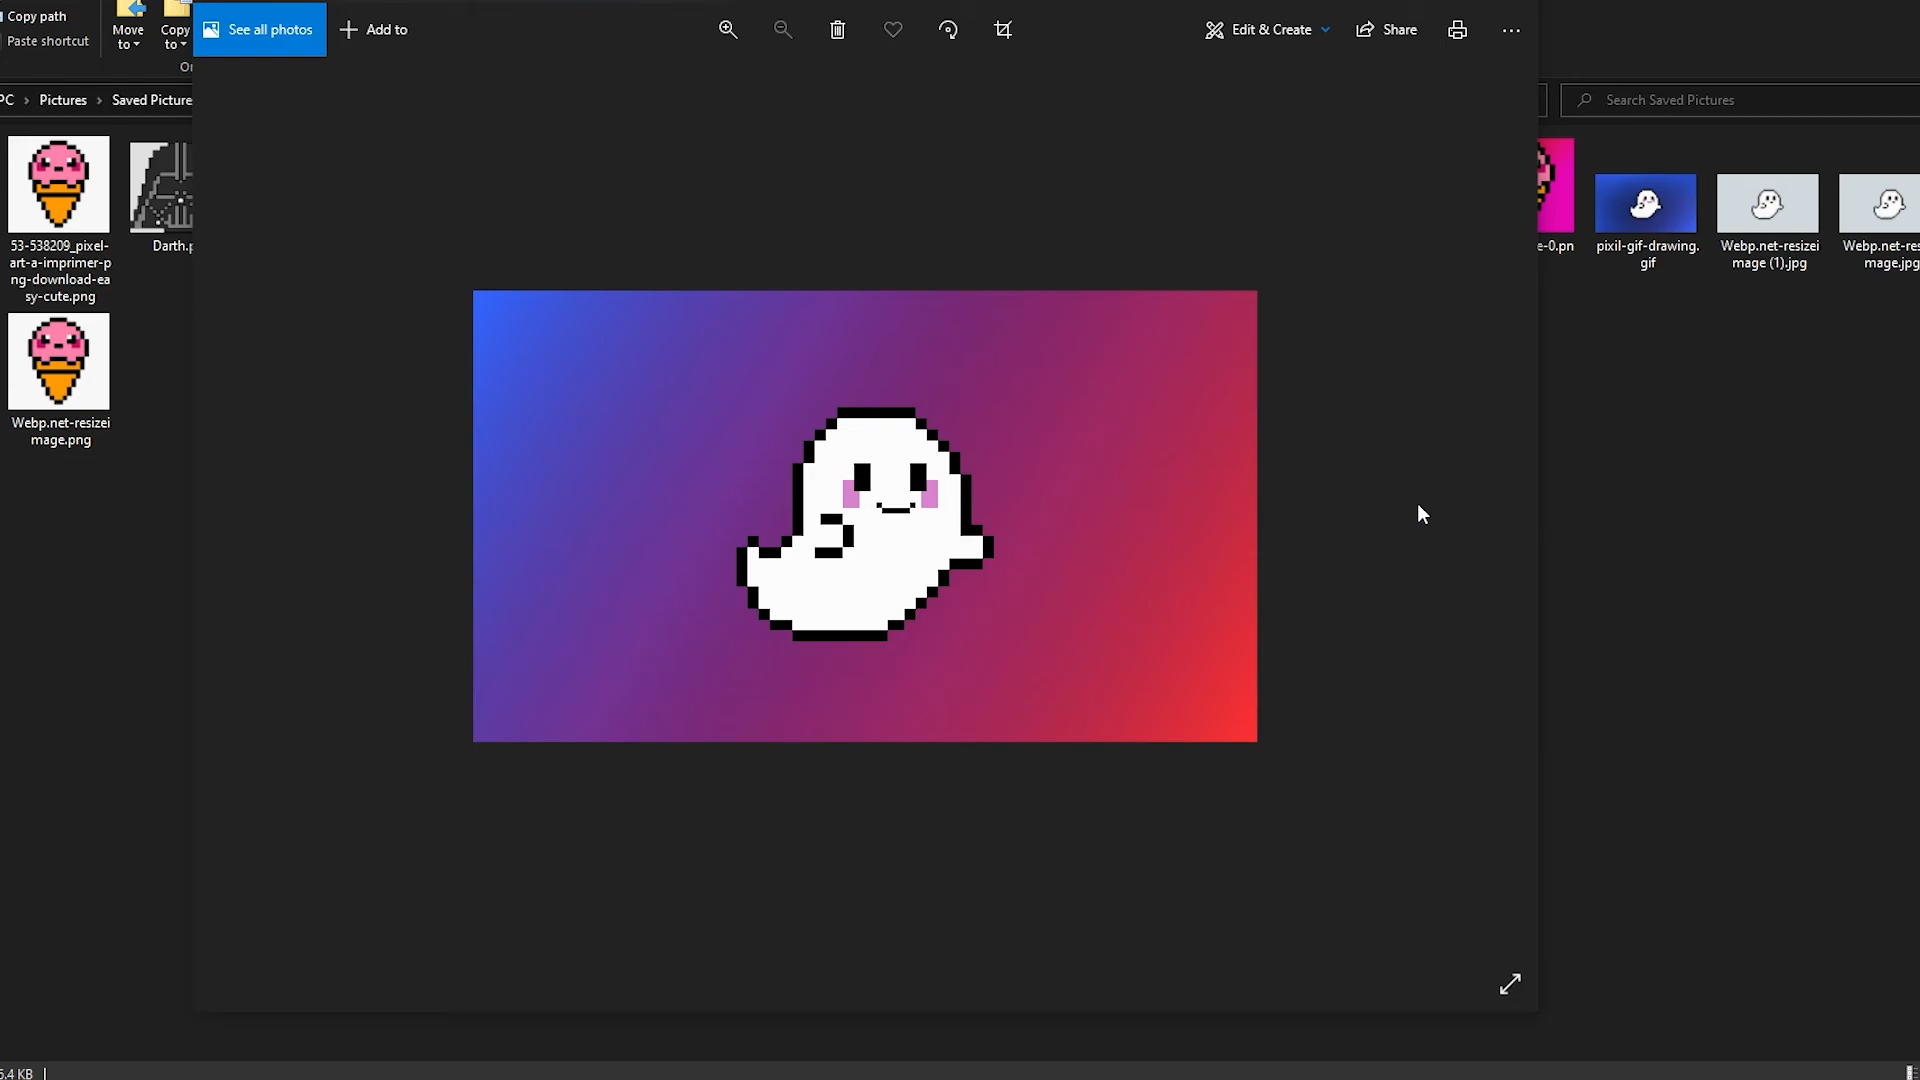 Copy path
Paste shortcut
Move to
Copy to
See all photos
Add to
Edit & Create
Share
PC > Pictures > Saved Picture
Search Saved Pictures
53-538209_pixel-
art-a-imprimer-p
ng-download-ea
sy-cute.png
Darth.p
e-0.pn
pixil-gif-drawing.
gif
Webp.net-resizei
mage (1).jpg
Webp.net-res
mage.jpg
Webp.net-resizei
mage.png
5.4 KB